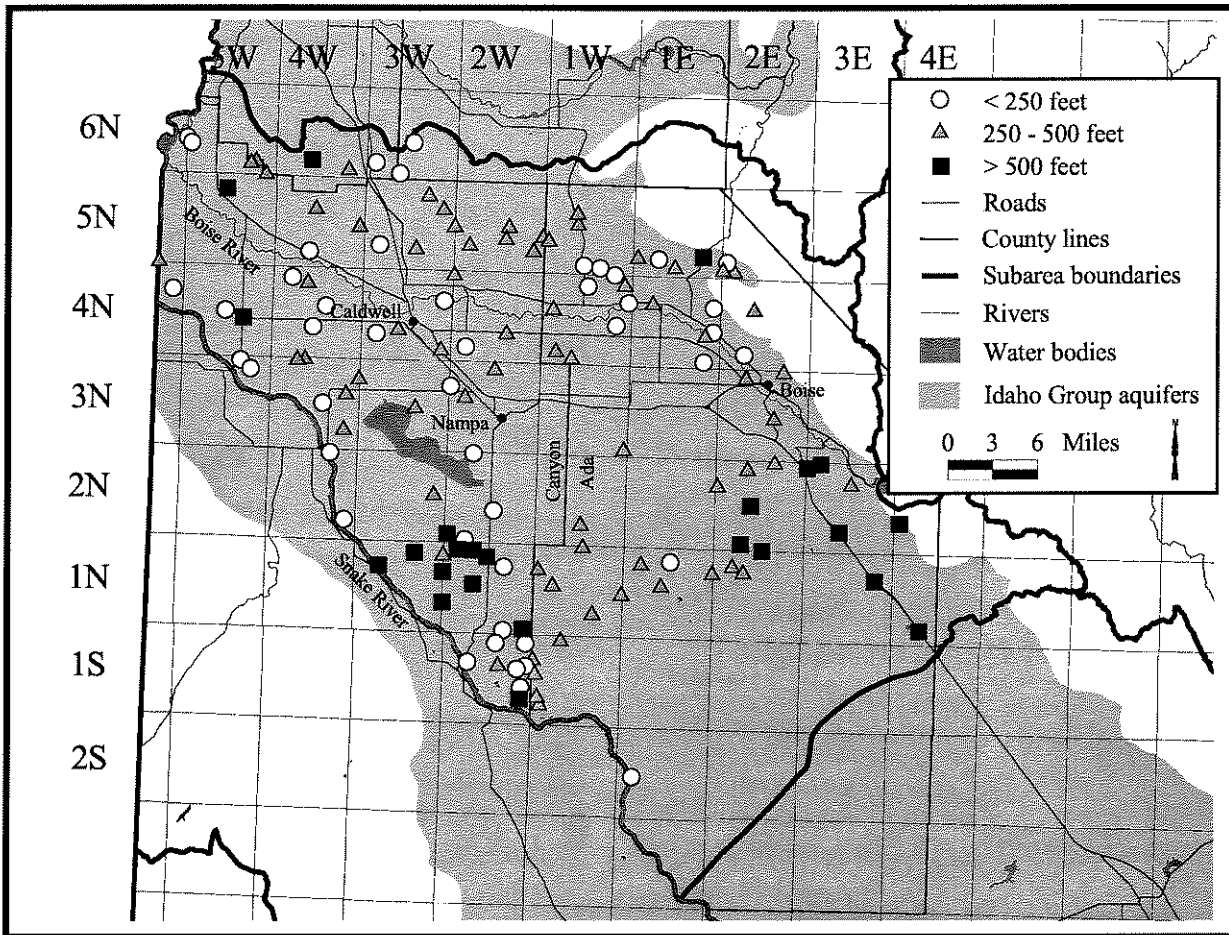 5W 4W 3W 2W 1W 1E 2E 3E 4E
6N
5N
4N
3N
2N
1N
1S
2S
Boise River
Caldwell
Nampa
Boise
Canyon
Ada
Snake River
< 250 feet
250 - 500 feet
> 500 feet
Roads
County lines
Subarea boundaries
Rivers
Water bodies
Idaho Group aquifers
N
0 3 6 Miles